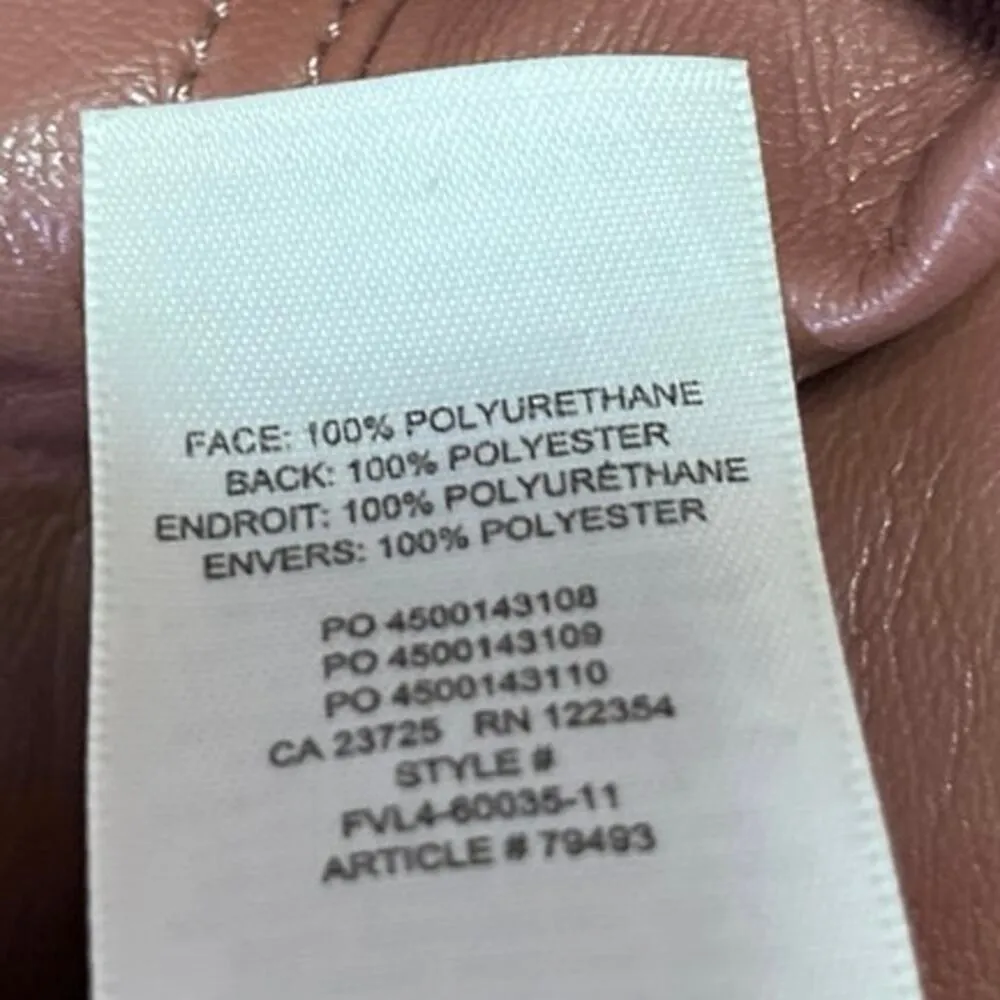 FACE: 100% POLYURETHANE
BACK: 100% POLYESTER
ENDROIT: 100% POLYURÉTHANE
ENVERS: 100% POLYESTER
PO 4500143108
PO 4500143109
PO 4500143110
CA 23725 RN 122354
STYLE #
FVL4-60035-11
ARTICLE # 79493